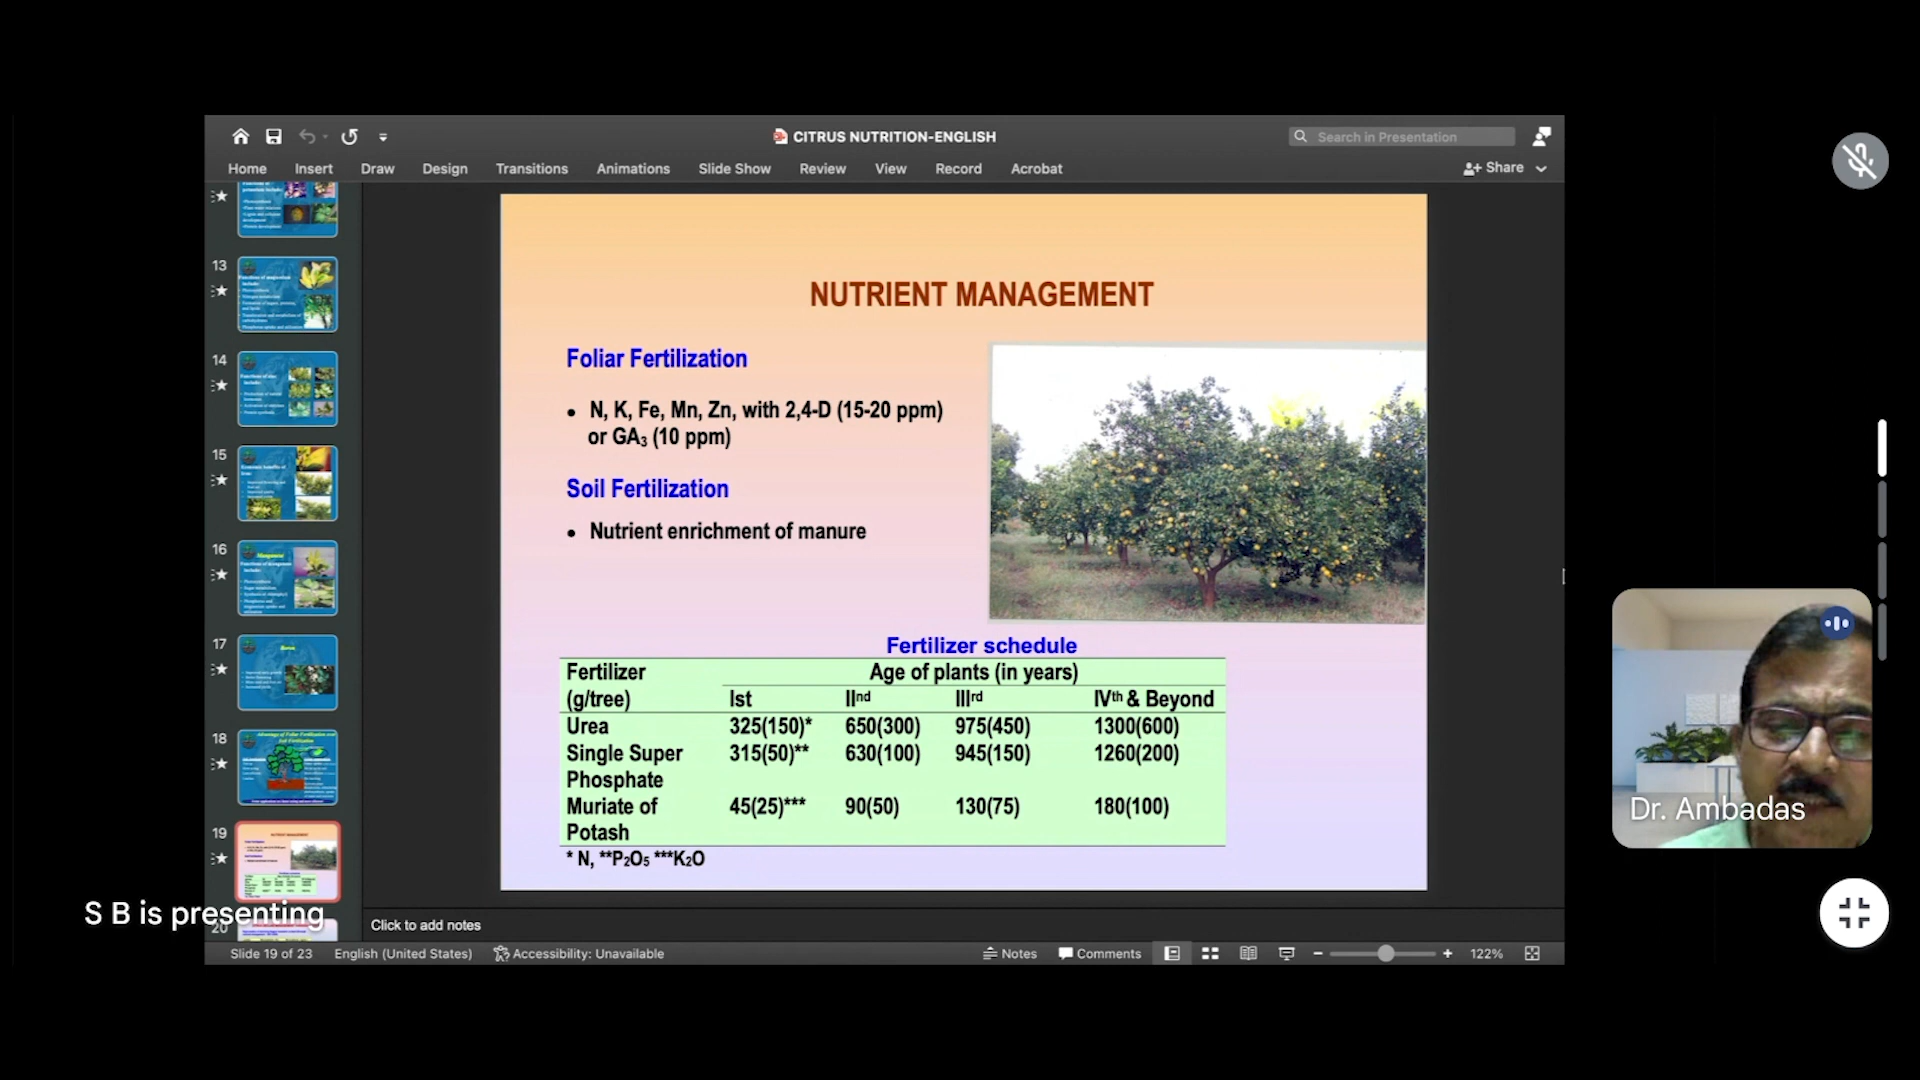 CITRUS NUTRITION-ENGLISH
Search in Presentation
Home Insert Draw Design Transitions Animations Slide Show Review View Record Acrobat
Share
13
14
15
16
17
18
19
20
NUTRIENT MANAGEMENT
Foliar Fertilization
• N, K, Fe, Mn, Zn, with 2,4-D (15-20 ppm)
or GA₃ (10 ppm)
Soil Fertilization
• Nutrient enrichment of manure
Fertilizer schedule
Fertilizer Age of plants (in years)
(g/tree) Ist IInd IIIrd IVth & Beyond
Urea 325(150)* 650(300) 975(450) 1300(600)
Single Super 315(50)** 630(100) 945(150) 1260(200)
Phosphate
Muriate of 45(25)*** 90(50) 130(75) 180(100)
Potash
* N, **P₂O₅ ***K₂O
Dr. Ambadas
S B is presenting
Click to add notes
Slide 19 of 23 English (United States) Accessibility: Unavailable Notes Comments 122%